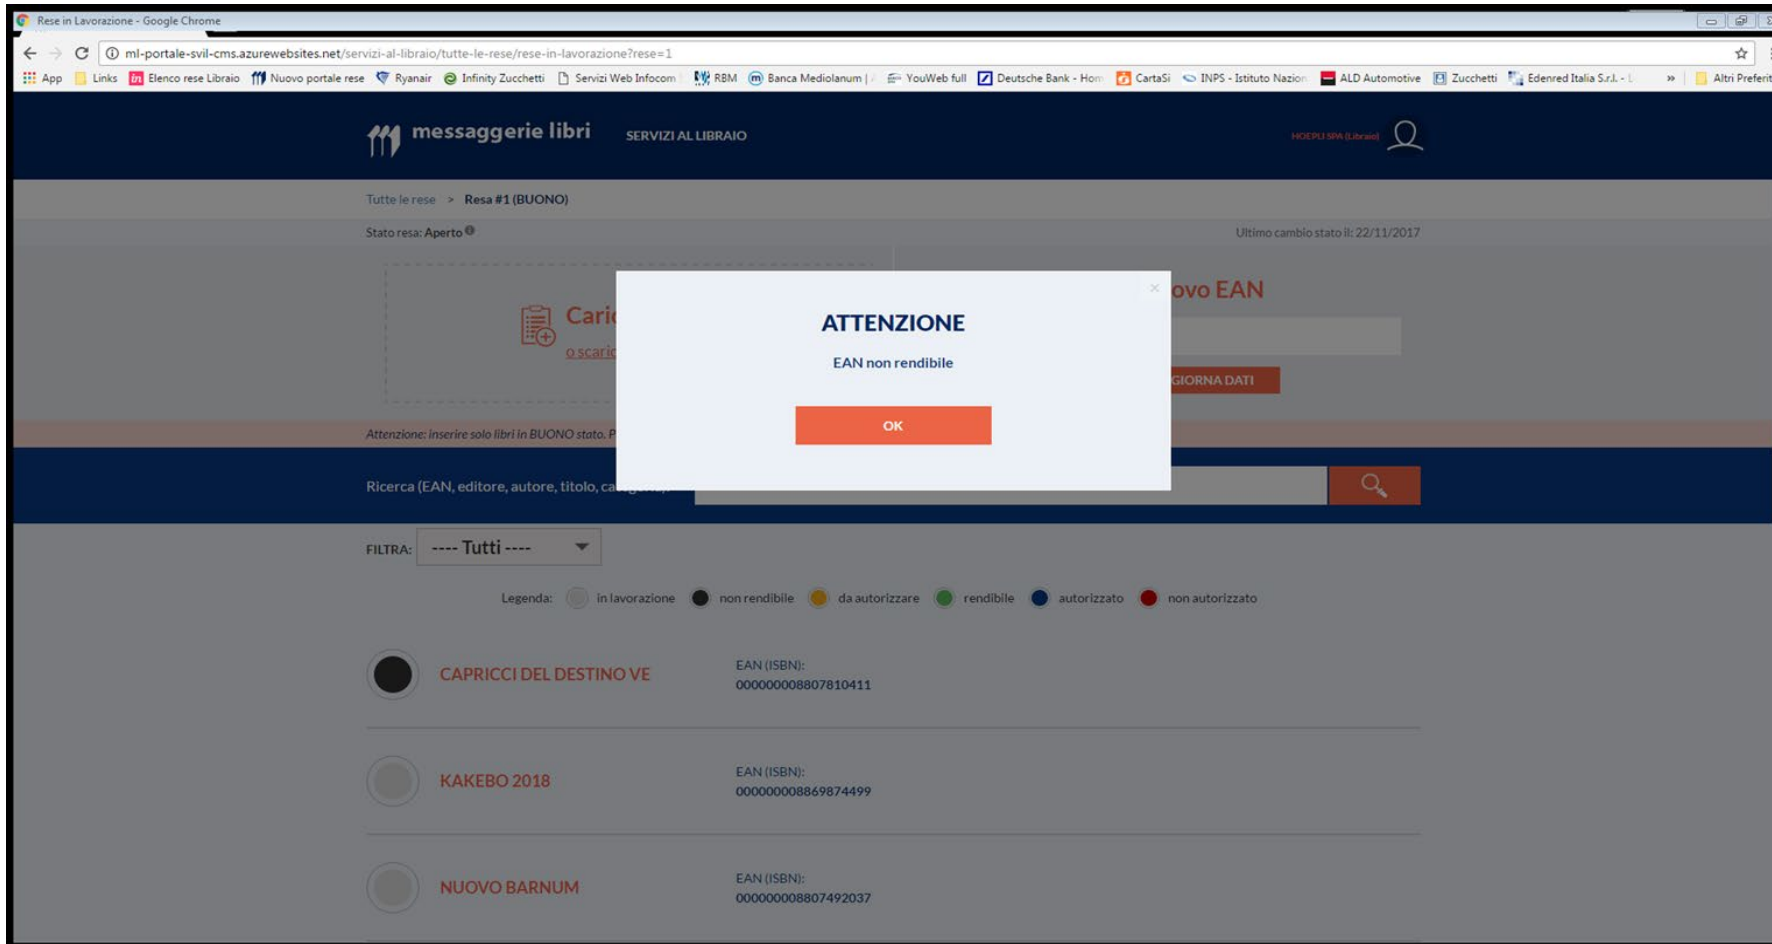 Rese in Lavorazione - Google Chrome
ml-portale-svil-cms.azurewebsites.net/servizi-al-libraio/tutte-le-rese/rese-in-lavorazione?rese=1
App Links Elenco rese Libraio Nuovo portale rese Ryanair Infinity Zucchetti Servizi Web Infocom RBM Banca Mediolanum | YouWeb full Deutsche Bank - Hom CartaSi INPS - Istituto Nazion ALD Automotive Zucchetti Edenred Italia S.r.l. - L » Altri Preferit
messaggerie libri SERVIZI AL LIBRAIO HOEPLI SPA (Libraio)
Tutte le rese > Resa #1 (BUONO)
Stato resa: Aperto Ultimo cambio stato il: 22/11/2017
Caric
o scaric
ovo EAN
GIORNA DATI
ATTENZIONE
EAN non rendibile
OK
Attenzione: inserire solo libri in BUONO stato. P
Ricerca (EAN, editore, autore, titolo, ca
FILTRA: ---- Tutti ----
Legenda: in lavorazione non rendibile da autorizzare rendibile autorizzato non autorizzato
CAPRICCI DEL DESTINO VE
EAN (ISBN):
000000008807810411
KAKEBO 2018
EAN (ISBN):
000000008869874499
NUOVO BARNUM
EAN (ISBN):
000000008807492037